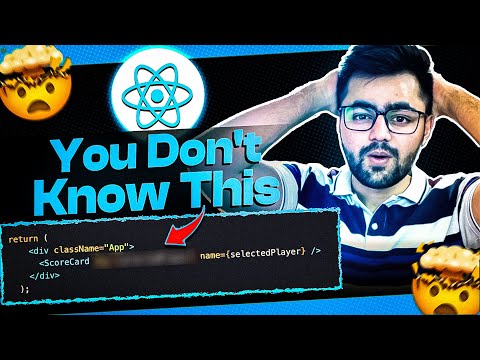 You Don't
Know This
return (
<div className="App">
<ScoreCard name={selectedPlayer} />
</div>
);